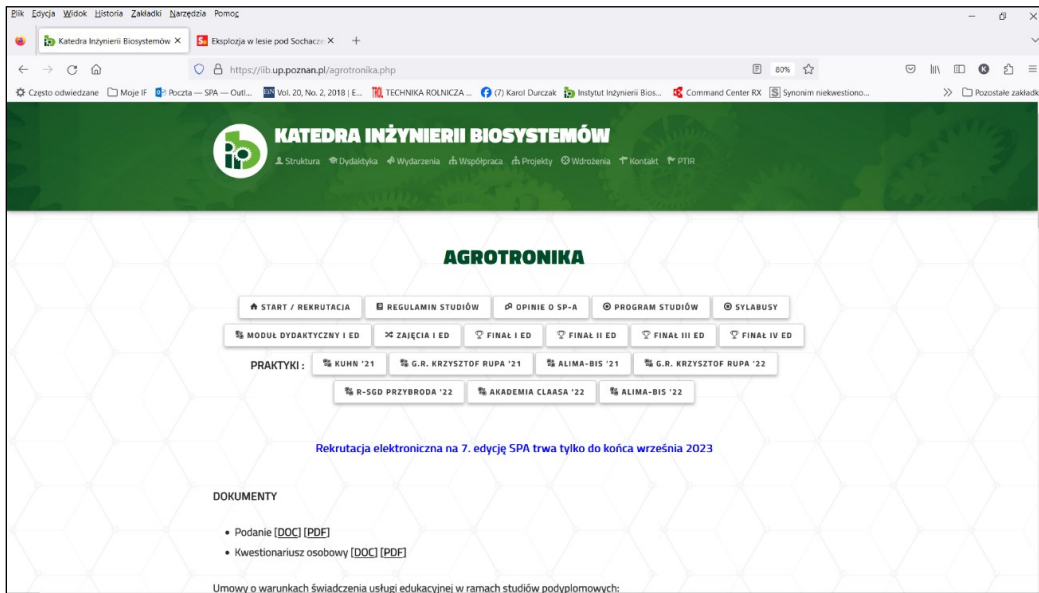 Plik Edycja Widok Historia Zakładki Narzędzia Pomoc
Katedra Inżynierii Biosystemów Eksplozja w lesie pod Sochacze
https://iib.up.poznan.pl/agrotronika.php 80%
Często odwiedzane Moje IF Poczta — SPA — Outl... Vol. 20, No. 2, 2018 | E... TECHNIKA ROLNICZA ... (7) Karol Durczak Instytut Inżynierii Bios... Command Center RX Synonim niekwestiono... Pozostałe zakładk
KATEDRA INŻYNIERII BIOSYSTEMÓW
Struktura Dydaktyka Wydarzenia Współpraca Projekty Wdrożenia Kontakt PTIR
AGROTRONIKA
START / REKRUTACJA REGULAMIN STUDIÓW OPINIE O SP-A PROGRAM STUDIÓW SYLABUSY
MODUŁ DYDAKTYCZNY I ED ZAJĘCIA I ED FINAŁ I ED FINAŁ II ED FINAŁ III ED FINAŁ IV ED
PRAKTYKI : KUHN '21 G.R. KRZYSZTOF RUPA '21 ALIMA-BIS '21 G.R. KRZYSZTOF RUPA '22
R-SGD PRZYBRODA '22 AKADEMIA CLAASA '22 ALIMA-BIS '22
Rekrutacja elektroniczna na 7. edycję SPA trwa tylko do końca września 2023
DOKUMENTY
• Podanie [DOC] [PDF]
• Kwestionariusz osobowy [DOC] [PDF]
Umowy o warunkach świadczenia usługi edukacyjnej w ramach studiów podyplomowych: